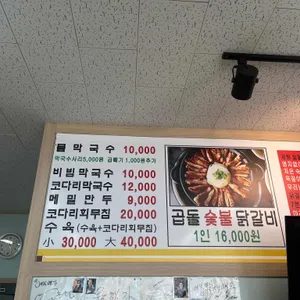 물막국수 10,000
막국수사리5,000원 곱빼기 1,000원추가
비빔막국수 10,000
코다리막국수 12,000
메밀만두 9,000
코다리회무침 20,000
수육(수육+코다리회무침)
小 30,000 大 40,000
곱돌 숯불 닭갈비
1인 16,000원